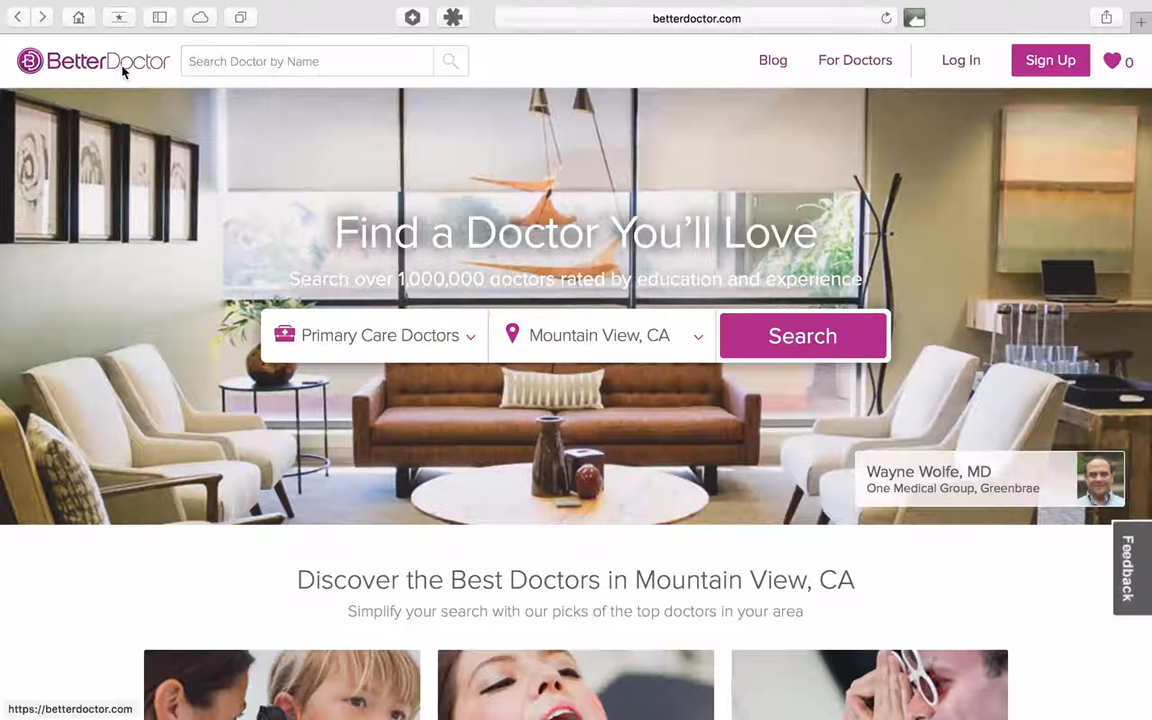 betterdoctor.com
BetterDoctor
Search Doctor by Name
Blog
For Doctors
Log In
Sign Up
0
Find a Doctor You'll Love
Search over 1,000,000 doctors rated by education and experience
Primary Care Doctors
Mountain View, CA
Search
Wayne Wolfe, MD
One Medical Group, Greenbrae
Feedback
Discover the Best Doctors in Mountain View, CA
Simplify your search with our picks of the top doctors in your area
https://betterdoctor.com